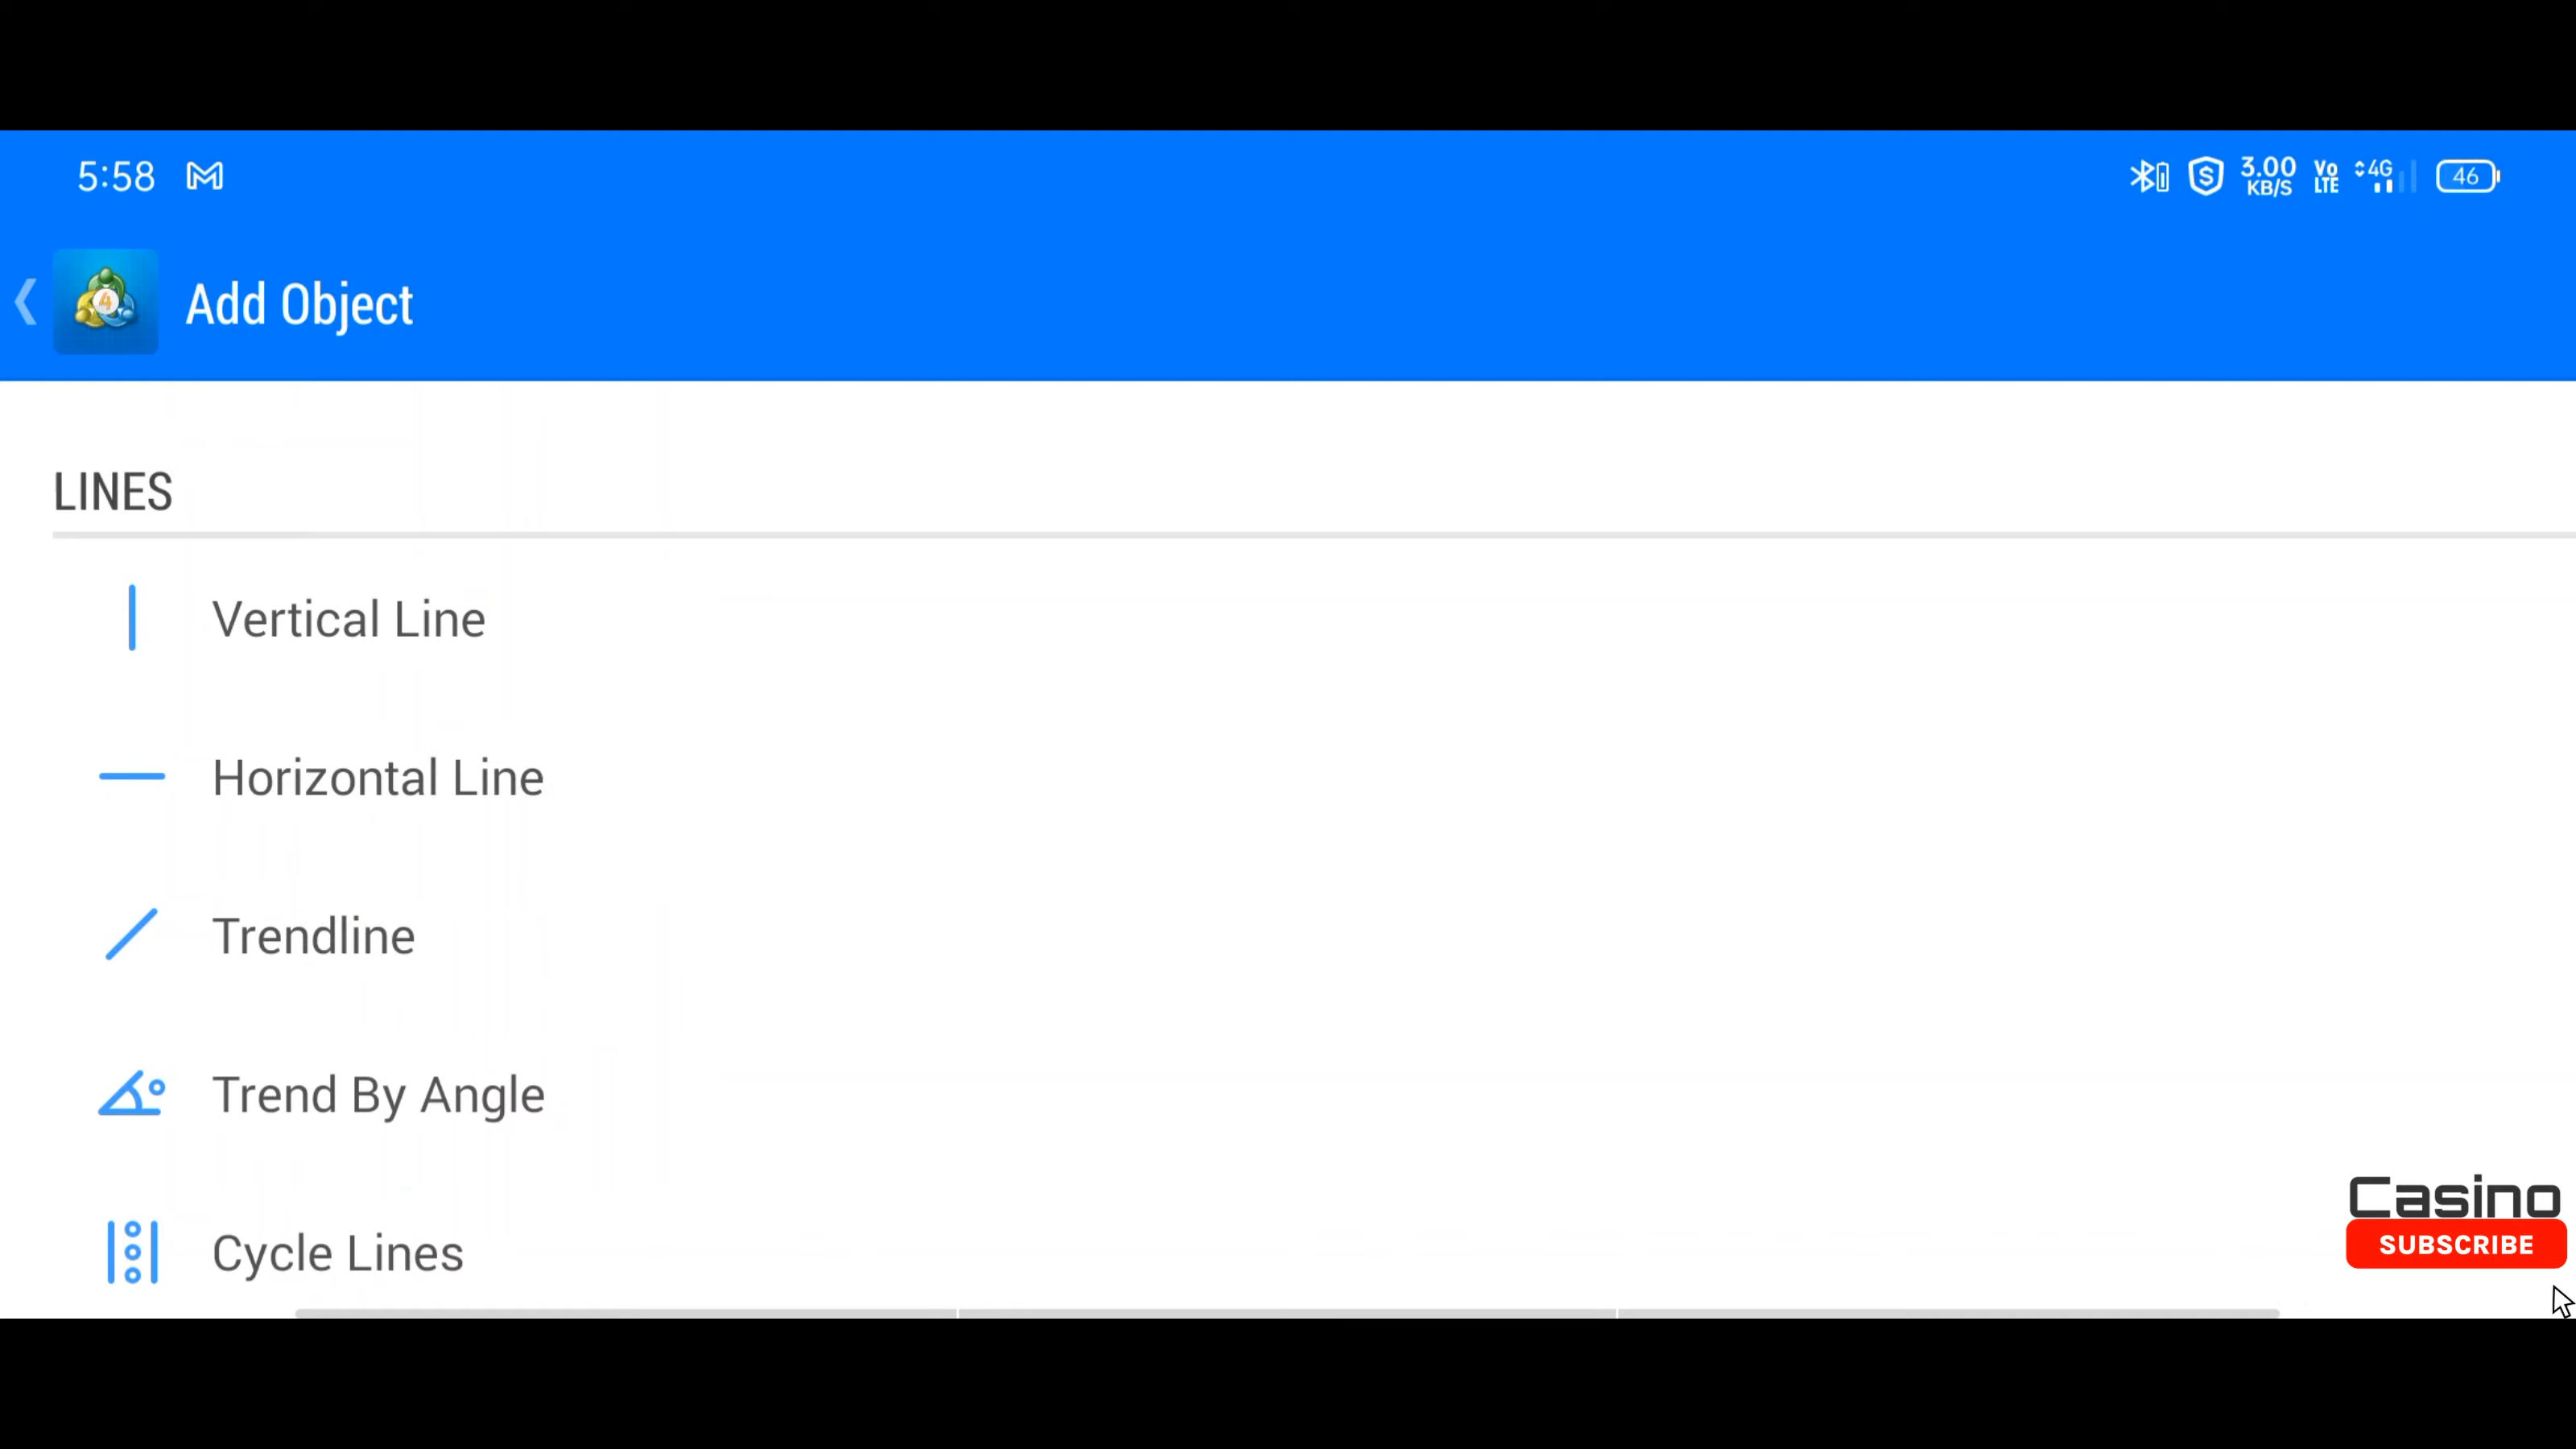 5:58 3.00 KB/S Vo LTE 4G 46
4 Add Object
LINES
Vertical Line
Horizontal Line
Trendline
Trend By Angle
Cycle Lines
Casino
SUBSCRIBE